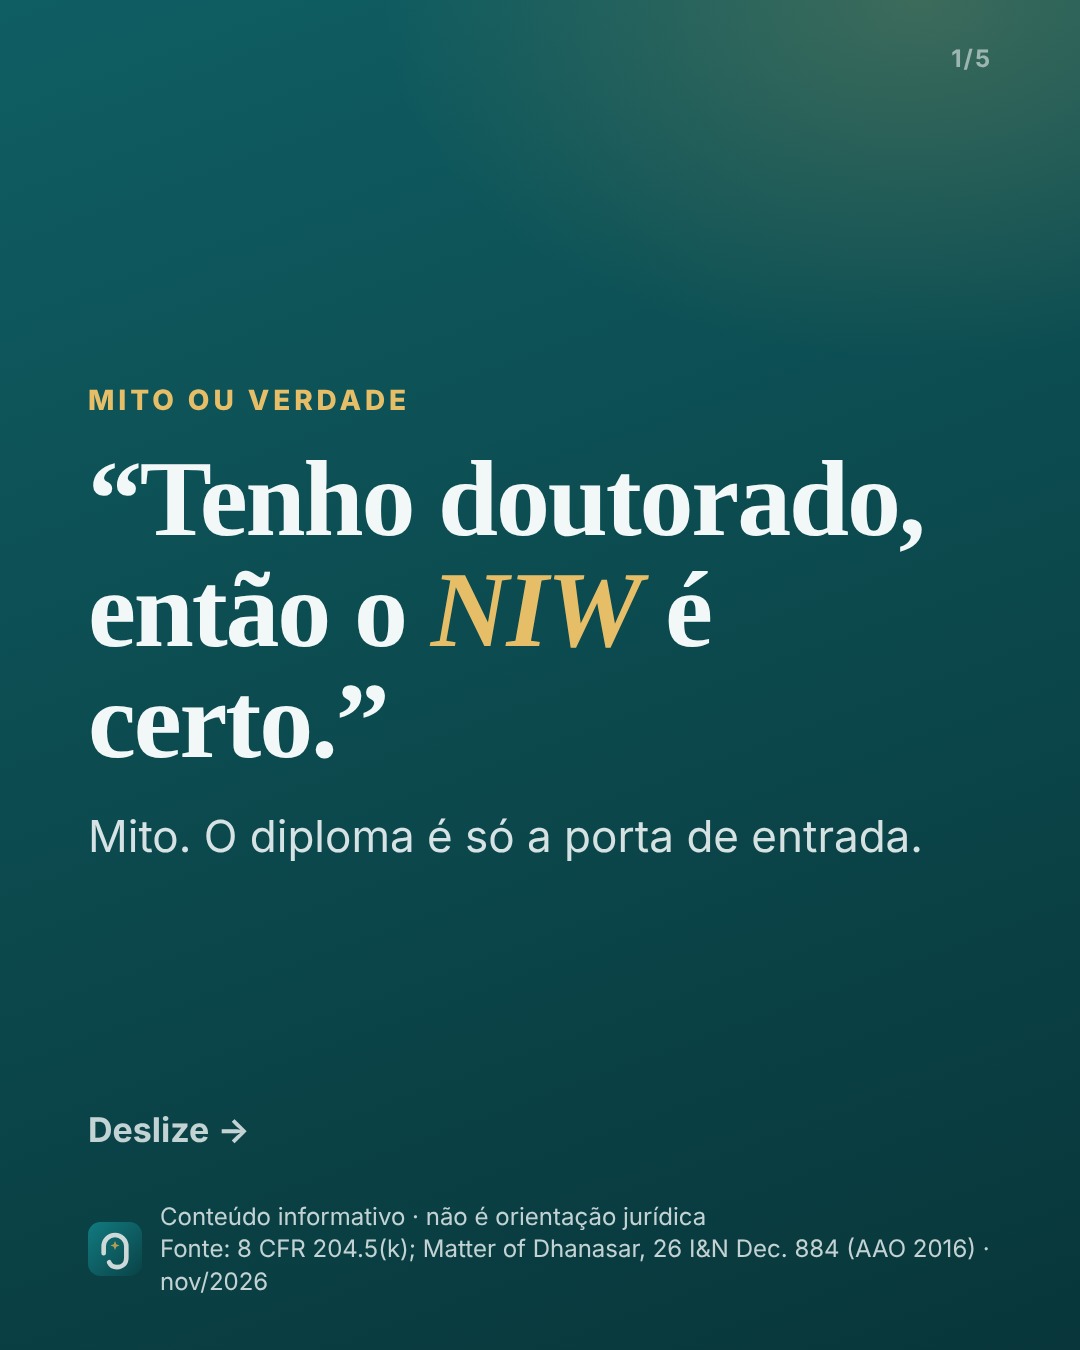 1/5
MITO OU VERDADE
“Tenho doutorado,
então o NIW é
certo.”
Mito. O diploma é só a porta de entrada.
Deslize →
Conteúdo informativo · não é orientação jurídica
Fonte: 8 CFR 204.5(k); Matter of Dhanasar, 26 I&N Dec. 884 (AAO 2016) ·
nov/2026